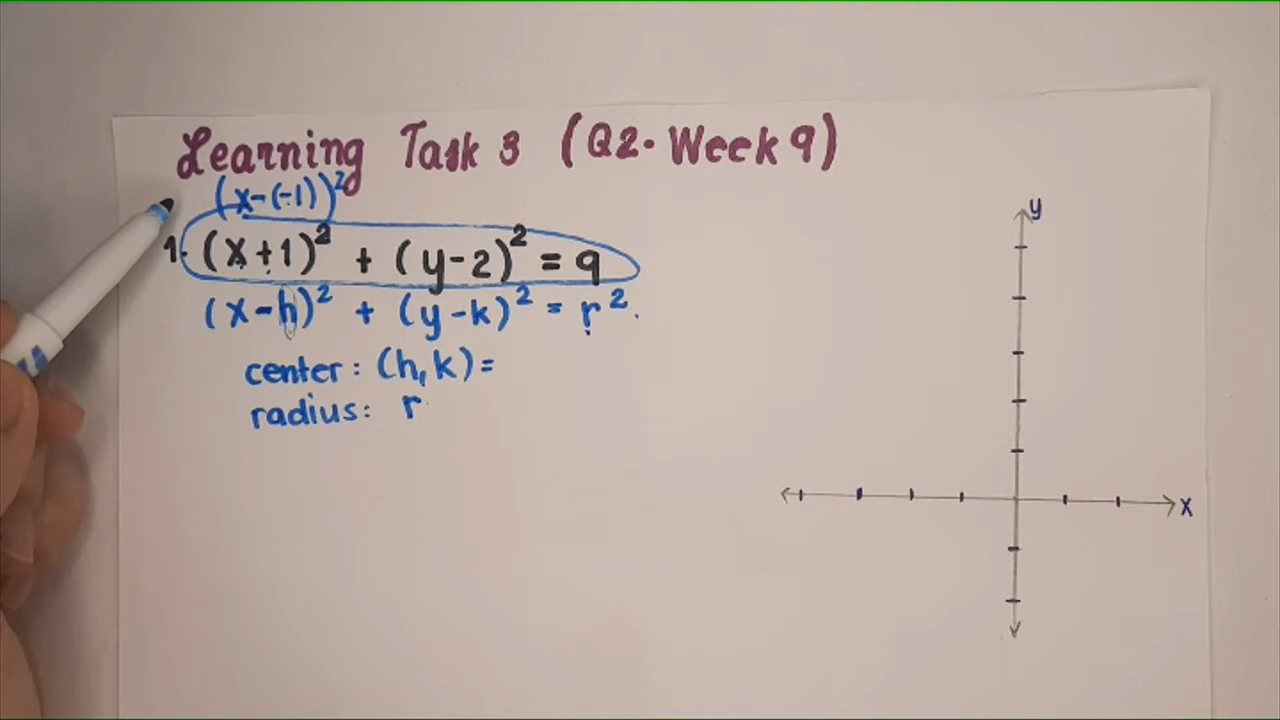 Learning Task 3 (Q2. Week 9)
(x-(-1))²
1. (x+1)² + (y-2)² = 9
(x-h)² + (y-k)² = r².
center: (h, k) =
radius: r
y
x